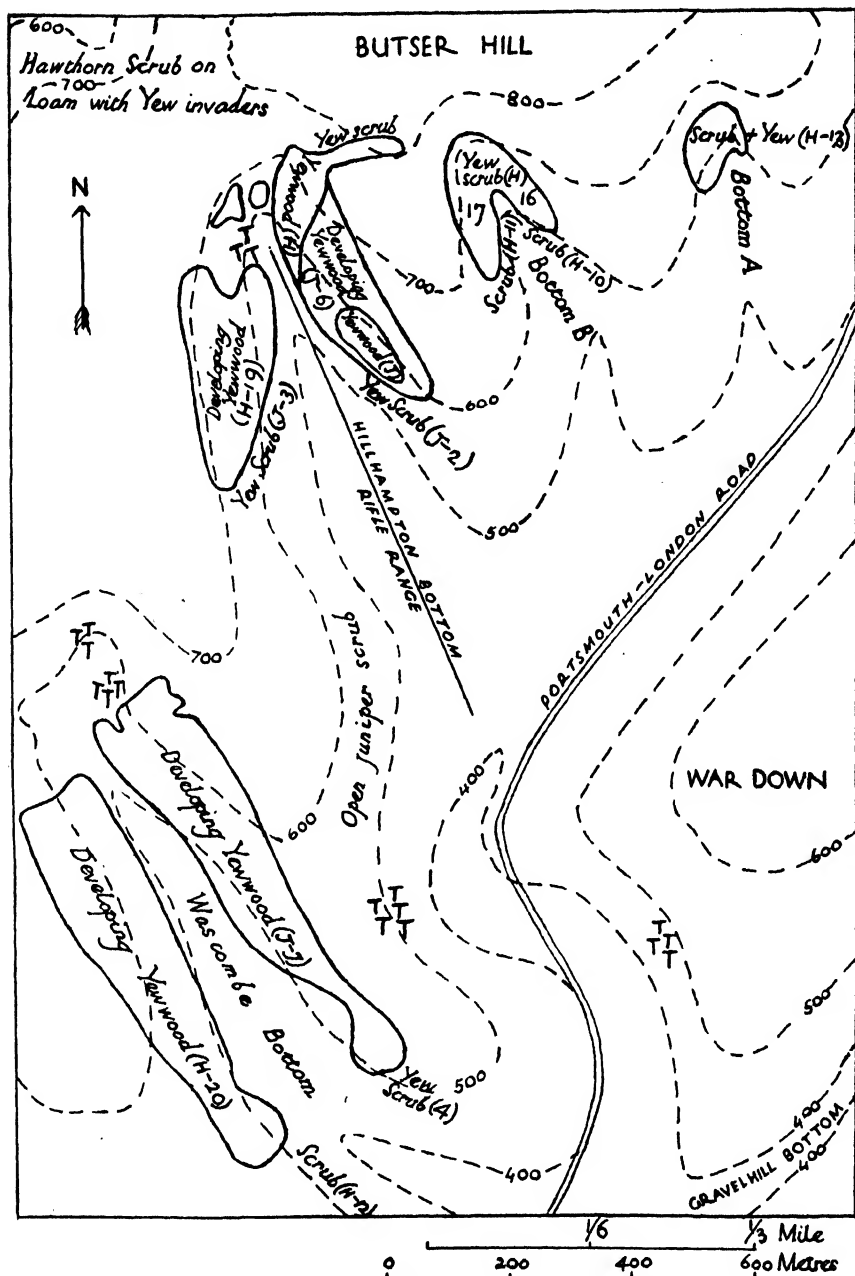 600
BUTSER HILL
Hawthorn Scrub on
700
Loam with Yew invaders
800
Yew scrub
Scrub + Yew (H-13)
N
Yew
scrub (H)
16
17
Yewwood (H)
Bottom A
Scrub (H-10)
Scrub (H-11)
Bottom B
Developing
Yewwood
(J-6)
700
Yewwood (J)
T T T T
Developing
Yewwood
(H-19)
600
Yew Scrub (J-2)
Yew Scrub (J-3)
HILLHAMPTON BOTTOM
RIFLE RANGE
500
PORTSMOUTH-LONDON ROAD
700
Open Juniper scrub
T T T
T T T T
400
WAR DOWN
600
600
Developing Yewwood (J-7)
Developing
Yewwood (H-20)
Wascombe
Bottom
T T T T T
T T T T
500
500
Yew
Scrub (4)
400
400
GRAVELHILL BOTTOM
400
Scrub (H-12)
1/6
1/3 Mile
0
200
400
600 Metres